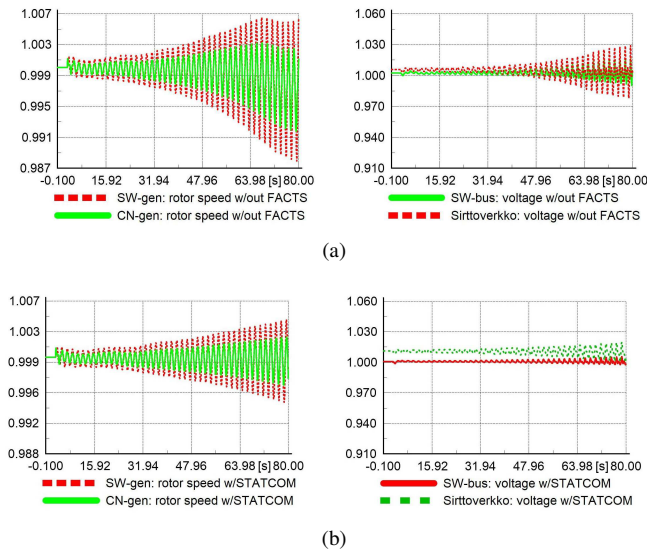 1.007
1.003
0.999
0.995
0.991
0.987
-0.100 15.92 31.94 47.96 63.98 [s] 80.00
SW-gen: rotor speed w/out FACTS
CN-gen: rotor speed w/out FACTS
1.060
1.030
1.000
0.970
0.940
0.910
-0.100 15.92 31.94 47.96 63.98 [s] 80.00
SW-bus: voltage w/out FACTS
Sirttoverkko: voltage w/out FACTS
(a)
1.007
1.003
0.999
0.996
0.992
0.988
-0.100 15.92 31.94 47.96 63.98 [s] 80.00
SW-gen: rotor speed w/STATCOM
CN-gen: rotor speed w/STATCOM
1.060
1.030
1.000
0.970
0.940
0.910
-0.100 15.92 31.94 47.96 63.98 [s] 80.00
SW-bus: voltage w/STATCOM
Sirttoverkko: voltage w/STATCOM
(b)